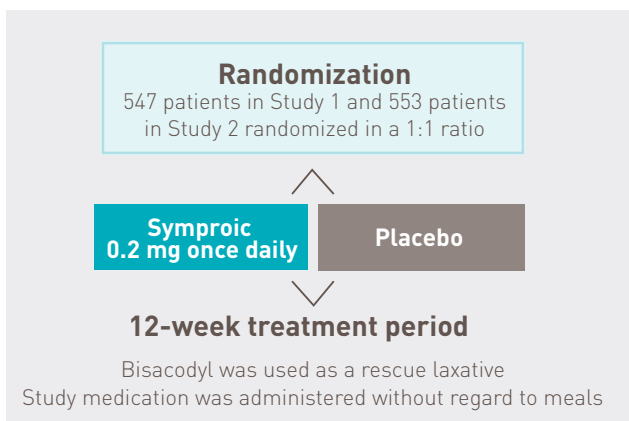 Randomization
547 patients in Study 1 and 553 patients
in Study 2 randomized in a 1:1 ratio
Symproic
0.2 mg once daily
Placebo
12-week treatment period
Bisacodyl was used as a rescue laxative
Study medication was administered without regard to meals